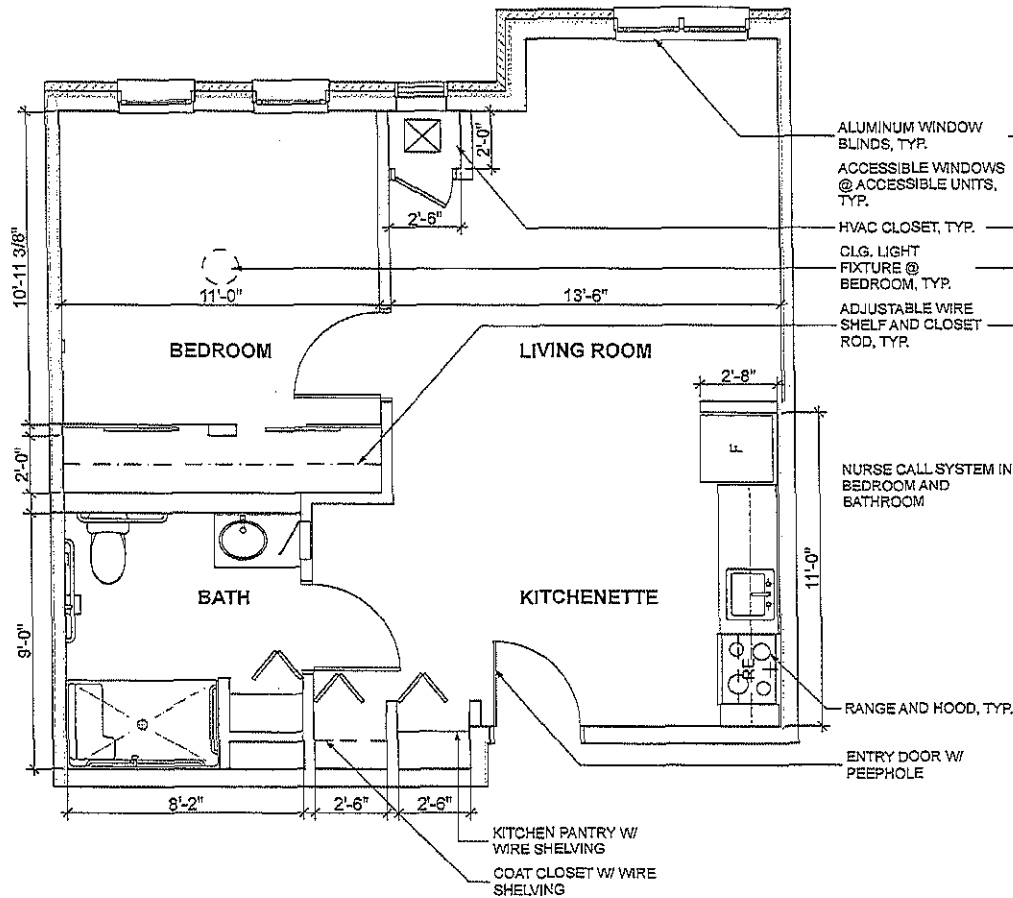 ALUMINUM WINDOW
BLINDS, TYP.
ACCESSIBLE WINDOWS
@ ACCESSIBLE UNITS,
TYP.
HVAC CLOSET, TYP.
CLG. LIGHT
FIXTURE @
BEDROOM, TYP.
ADJUSTABLE WIRE
SHELF AND CLOSET
ROD, TYP.
2'-0"
2'-6"
10'-11 3/8"
11'-0"
13'-6"
BEDROOM
LIVING ROOM
2'-8"
F
2'-0"
NURSE CALL SYSTEM IN
BEDROOM AND
BATHROOM
11'-0"
BATH
KITCHENETTE
9'-0"
RE
RANGE AND HOOD, TYP.
ENTRY DOOR W/
PEEPHOLE
8'-2"
2'-6"
2'-6"
KITCHEN PANTRY W/
WIRE SHELVING
COAT CLOSET W/ WIRE
SHELVING